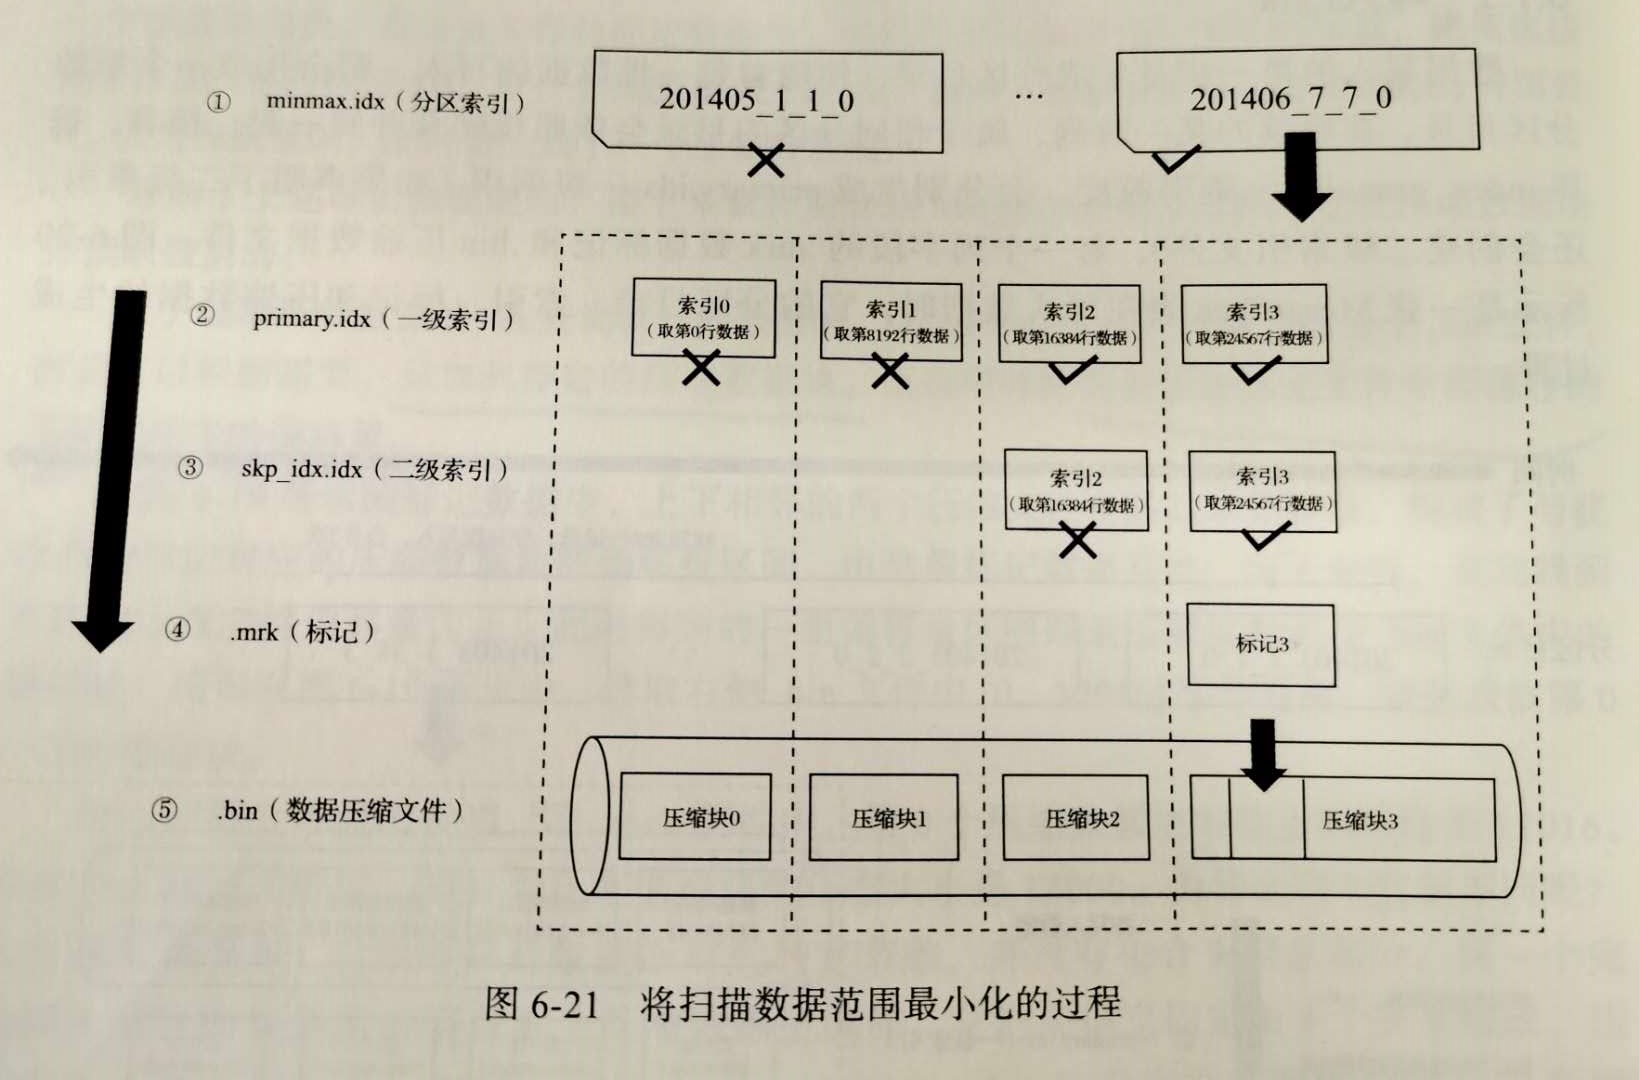 ① minmax.idx（分区索引） 201405_1_1_0 … 201406_7_7_0
② primary.idx（一级索引） 索引0 索引1 索引2 索引3
（取第0行数据） （取第8192行数据） （取第16384行数据） （取第24567行数据）
③ skp_idx.idx（二级索引） 索引2 索引3
（取第16384行数据） （取第24567行数据）
④ .mrk（标记） 标记3
⑤ .bin（数据压缩文件） 压缩块0 压缩块1 压缩块2 压缩块3
图 6-21 将扫描数据范围最小化的过程